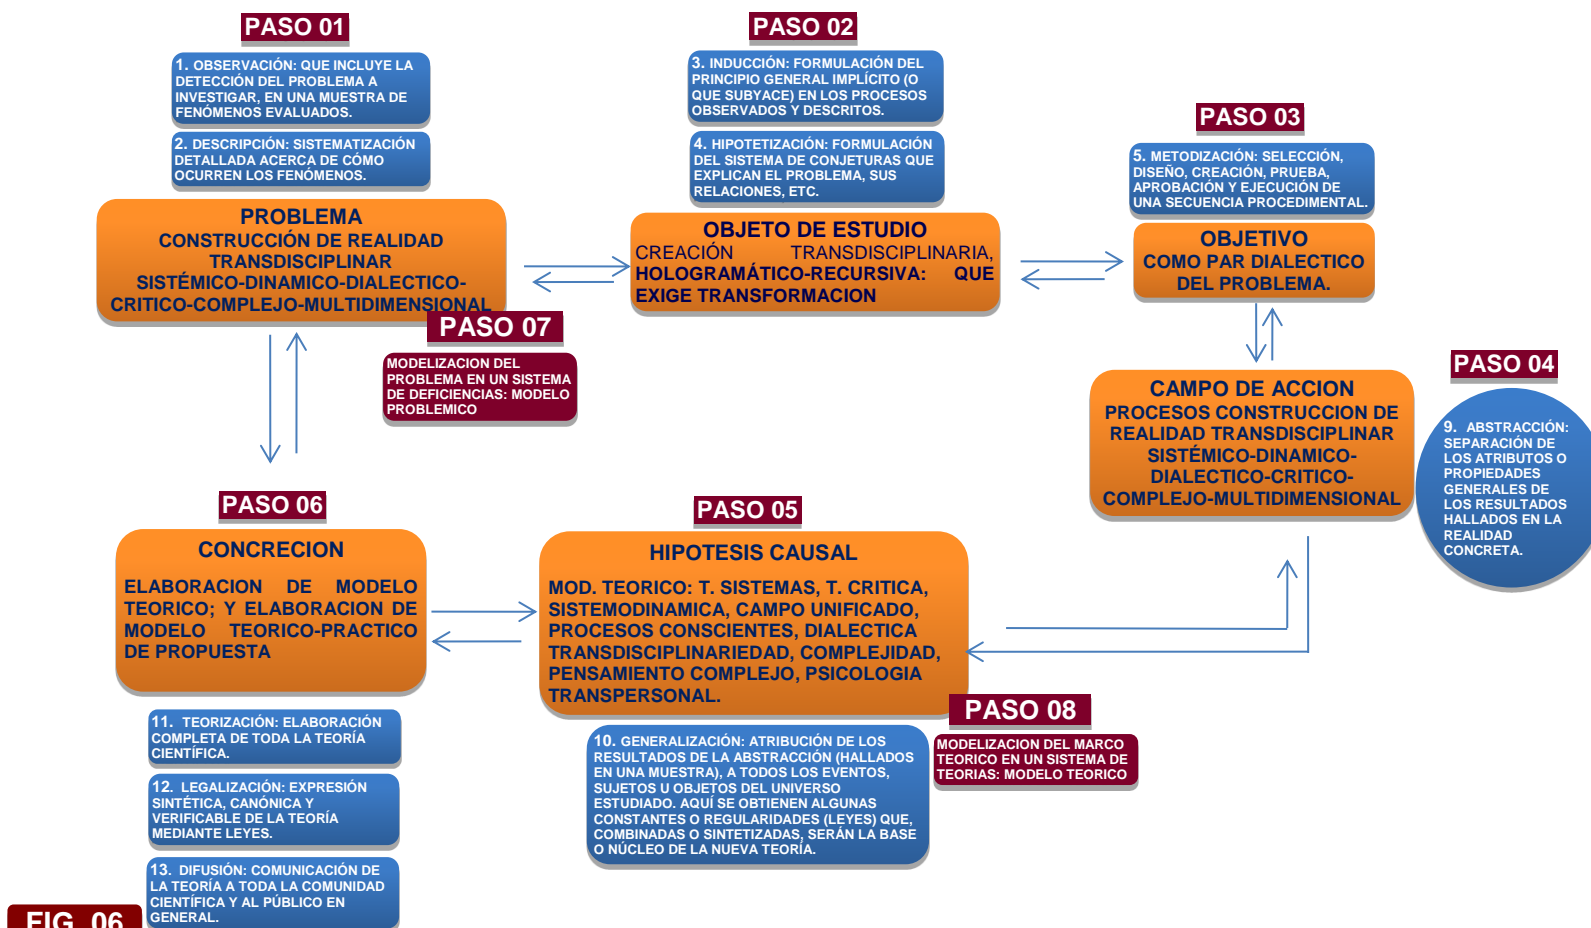 PASO 01
1. OBSERVACIÓN: QUE INCLUYE LA
DETECCIÓN DEL PROBLEMA A
INVESTIGAR, EN UNA MUESTRA DE
FENÓMENOS EVALUADOS.
2. DESCRIPCIÓN: SISTEMATIZACIÓN
DETALLADA ACERCA DE CÓMO
OCURREN LOS FENÓMENOS.
PROBLEMA
CONSTRUCCIÓN DE REALIDAD
TRANSDISCIPLINAR
SISTÉMICO-DINAMICO-DIALECTICO-
CRITICO-COMPLEJO-MULTIDIMENSIONAL
PASO 02
3. INDUCCIÓN: FORMULACIÓN DEL
PRINCIPIO GENERAL IMPLÍCITO (O
QUE SUBYACE) EN LOS PROCESOS
OBSERVADOS Y DESCRITOS.
4. HIPOTETIZACIÓN: FORMULACIÓN
DEL SISTEMA DE CONJETURAS QUE
EXPLICAN EL PROBLEMA, SUS
RELACIONES, ETC.
OBJETO DE ESTUDIO
CREACIÓN TRANSDISCIPLINARIA,
HOLOGRAMÁTICO-RECURSIVA: QUE
EXIGE TRANSFORMACION
PASO 03
5. METODIZACIÓN: SELECCIÓN,
DISEÑO, CREACIÓN, PRUEBA,
APROBACIÓN Y EJECUCIÓN DE
UNA SECUENCIA PROCEDIMENTAL.
OBJETIVO
COMO PAR DIALECTICO
DEL PROBLEMA.
PASO 07
MODELIZACION DEL
PROBLEMA EN UN SISTEMA
DE DEFICIENCIAS: MODELO
PROBLEMICO
CAMPO DE ACCION
PROCESOS CONSTRUCCION DE
REALIDAD TRANSDISCIPLINAR
SISTÉMICO-DINAMICO-
DIALECTICO-CRITICO-
COMPLEJO-MULTIDIMENSIONAL
PASO 04
9. ABSTRACCIÓN:
SEPARACIÓN DE
LOS ATRIBUTOS O
PROPIEDADES
GENERALES DE
LOS RESULTADOS
HALLADOS EN LA
REALIDAD
CONCRETA.
PASO 06
CONCRECION
ELABORACION DE MODELO
TEORICO; Y ELABORACION DE
MODELO TEORICO-PRACTICO
DE PROPUESTA
PASO 05
HIPOTESIS CAUSAL
MOD. TEORICO: T. SISTEMAS, T. CRITICA,
SISTEMODINAMICA, CAMPO UNIFICADO,
PROCESOS CONSCIENTES, DIALECTICA
TRANSDISCIPLINARIEDAD, COMPLEJIDAD,
PENSAMIENTO COMPLEJO, PSICOLOGIA
TRANSPERSONAL.
PASO 08
MODELIZACION DEL MARCO
TEORICO EN UN SISTEMA DE
TEORIAS: MODELO TEORICO
10. GENERALIZACIÓN: ATRIBUCIÓN DE LOS
RESULTADOS DE LA ABSTRACCIÓN (HALLADOS
EN UNA MUESTRA), A TODOS LOS EVENTOS,
SUJETOS U OBJETOS DEL UNIVERSO
ESTUDIADO. AQUÍ SE OBTIENEN ALGUNAS
CONSTANTES O REGULARIDADES (LEYES) QUE,
COMBINADAS O SINTETIZADAS, SERÁN LA BASE
O NÚCLEO DE LA NUEVA TEORÍA.
11. TEORIZACIÓN: ELABORACIÓN
COMPLETA DE TODA LA TEORÍA
CIENTÍFICA.
12. LEGALIZACIÓN: EXPRESIÓN
SINTÉTICA, CANÓNICA Y
VERIFICABLE DE LA TEORÍA
MEDIANTE LEYES.
13. DIFUSIÓN: COMUNICACIÓN DE
LA TEORÍA A TODA LA COMUNIDAD
CIENTÍFICA Y AL PÚBLICO EN
GENERAL.
FIG. 06